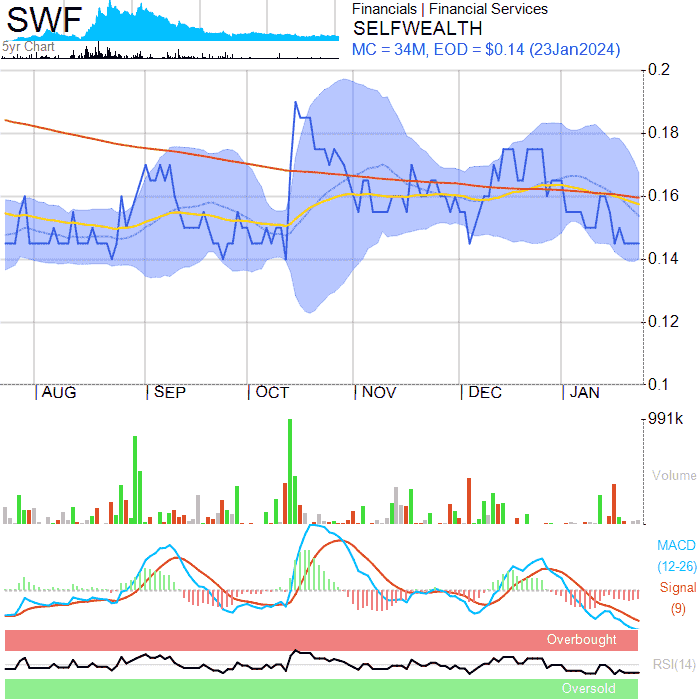 SWF
5yr Chart
Financials | Financial Services
SELFWEALTH
MC = 34M, EOD = $0.14 (23Jan2024)
0.2
0.18
0.16
0.14
0.12
0.1
AUG SEP OCT NOV DEC JAN
991k
Volume
MACD
(12-26)
Signal
(9)
Overbought
RSI(14)
Oversold